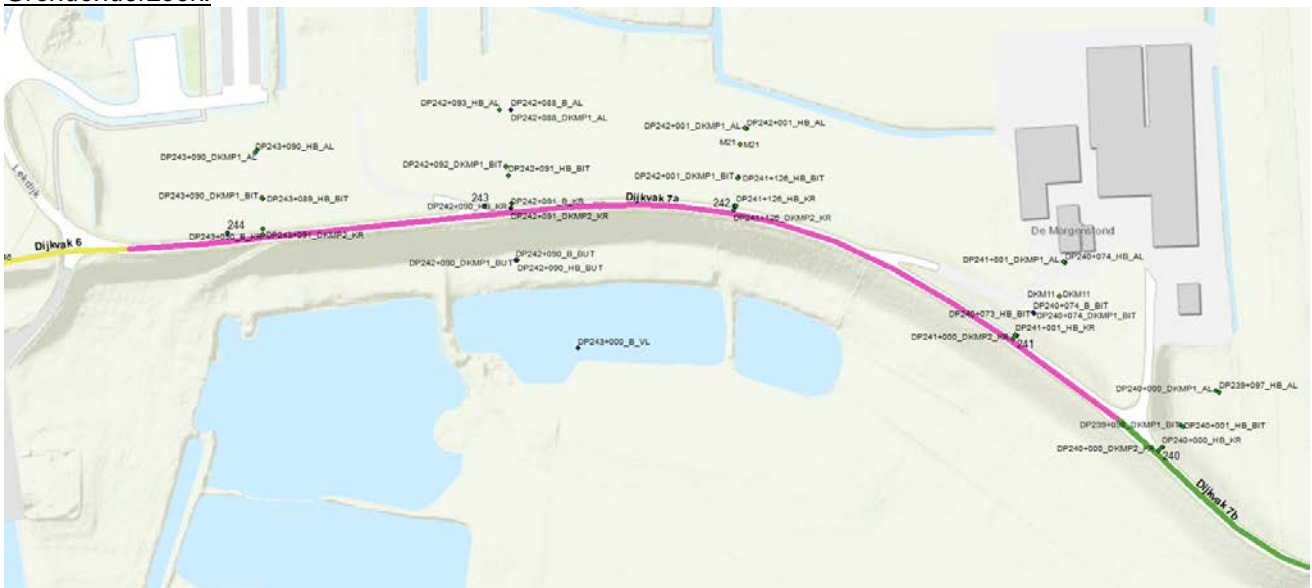 Grondonderzoek:
DP242+093_HB_AL
DP242+088_B_AL
DP242+088_DKMP1_AL
DP242+001_DKMP1_AL
DP242+001_HB_AL
M21
M21
DP243+090_HB_AL
DP243+090_DKMP1_AL
DP242+092_DKMP1_BIT
DP242+091_HB_BIT
DP242+001_DKMP1_BIT
DP241+126_HB_BIT
Lekdijk
DP243+090_DKMP1_BIT
DP243+089_HB_BIT
243
DP242+090_HB_KR
DP242+091_B_KR
DP242+091_DKMP2_KR
Dijkvak 7a
242
DP241+126_HB_KR
DP241+126_DKMP2_KR
244
DP243+091_DKMP2_KR
Dijkvak 6
De Morgenstond
DP242+090_B_BUT
DP242+090_DKMP1_BUT
DP242+090_HB_BUT
DP241+001_DKMP1_AL
DP240+074_HB_AL
DKM11
DKM11
DP240+074_B_BIT
DP240+073_HB_BIT
DP240+074_DKMP1_BIT
DP241+001_HB_KR
DP241+000_DKMP2_KR
241
DP243+000_B_VL
DP240+000_DKMP1_AL
DP239+097_HB_AL
DP240+001_HB_BIT
DP240+000_HB_KR
DP240+000_DKMP2_KR
240
Dijkvak 7b